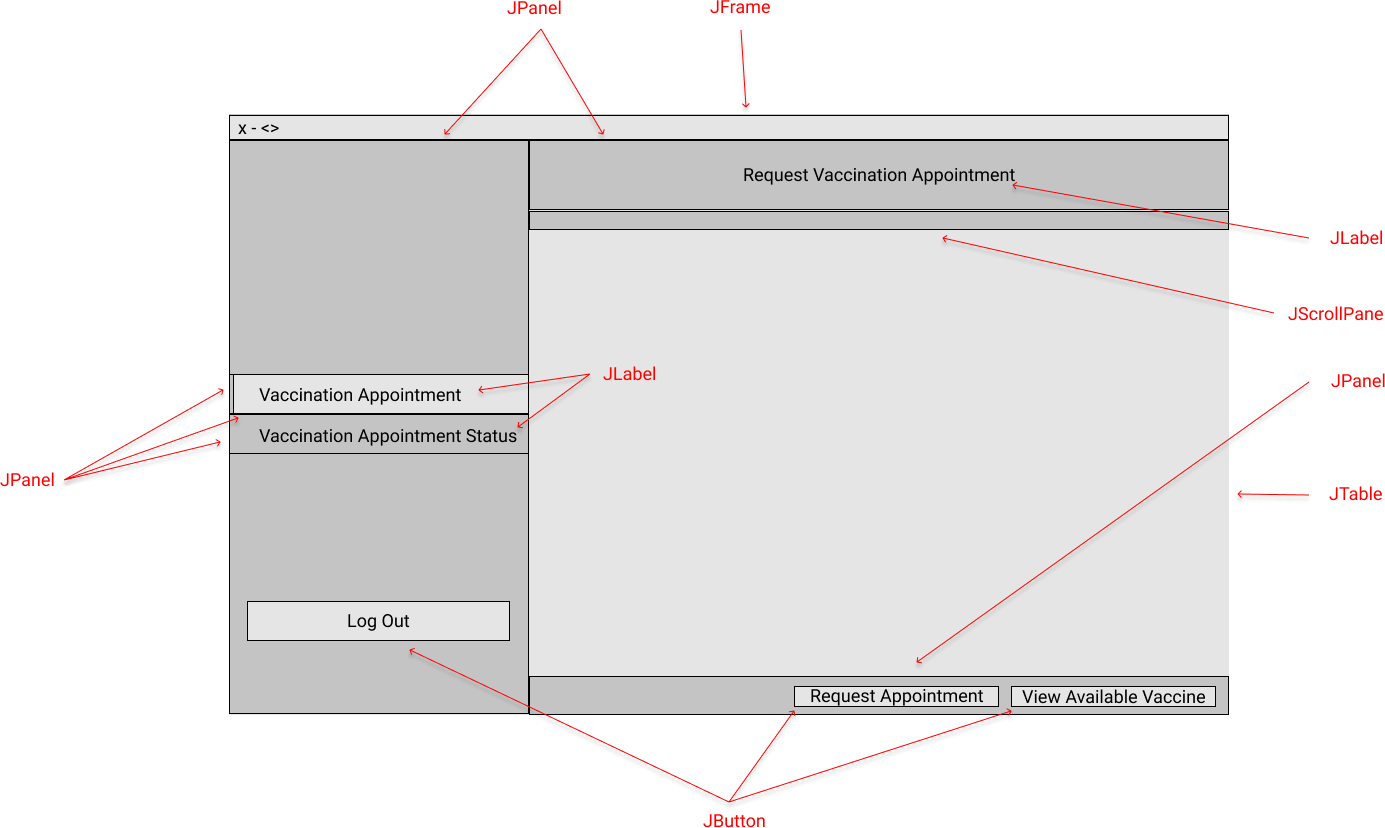 JPanel
JFrame
x - <>
Request Vaccination Appointment
JLabel
JScrollPane
JLabel
JPanel
Vaccination Appointment
Vaccination Appointment Status
JPanel
JTable
Log Out
Request Appointment
View Available Vaccine
JButton